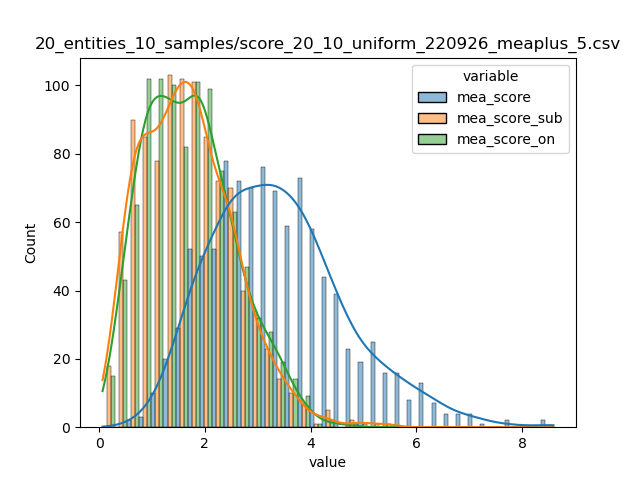 20_entities_10_samples/score_20_10_uniform_220926_meaplus_5.csv
variable
mea_score
mea_score_sub
mea_score_on
100
80
60
40
20
0
Count
0 2 4 6 8
value